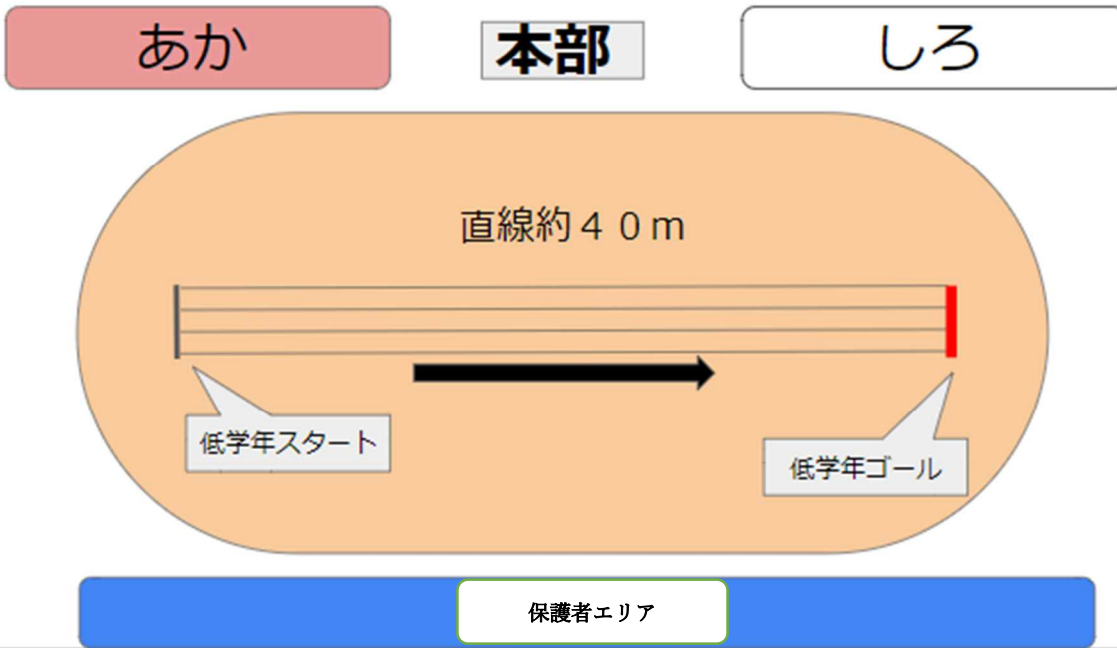 あか
本部
しろ
直線約４０ｍ
低学年スタート
低学年ゴール
保護者エリア